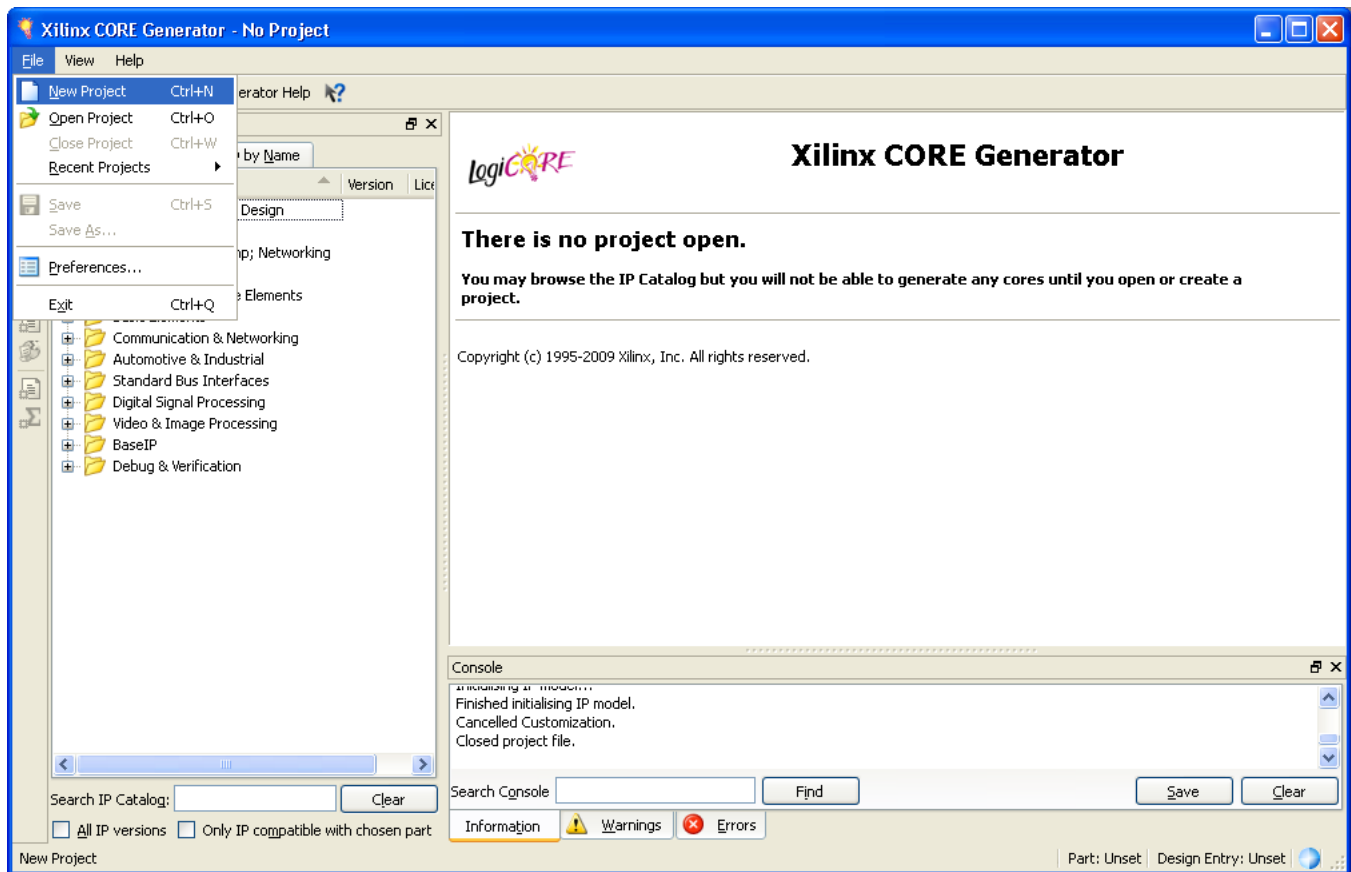 Xilinx CORE Generator - No Project
File View Help
New Project Ctrl+N
erator Help
Open Project Ctrl+O
Close Project Ctrl+W
by Name
Recent Projects
Version Lice
Save Ctrl+S
Design
Save As...
np; Networking
Preferences...
Elements
Exit Ctrl+Q
Communication & Networking
Automotive & Industrial
Standard Bus Interfaces
Digital Signal Processing
Video & Image Processing
BaseIP
Debug & Verification
Search IP Catalog: Clear
All IP versions Only IP compatible with chosen part
logiCORE
Xilinx CORE Generator
There is no project open.
You may browse the IP Catalog but you will not be able to generate any cores until you open or create a
project.
Copyright (c) 1995-2009 Xilinx, Inc. All rights reserved.
Console
Finished initialising IP model.
Cancelled Customization.
Closed project file.
Search Console Find Save Clear
Information Warnings Errors
New Project Part: Unset Design Entry: Unset